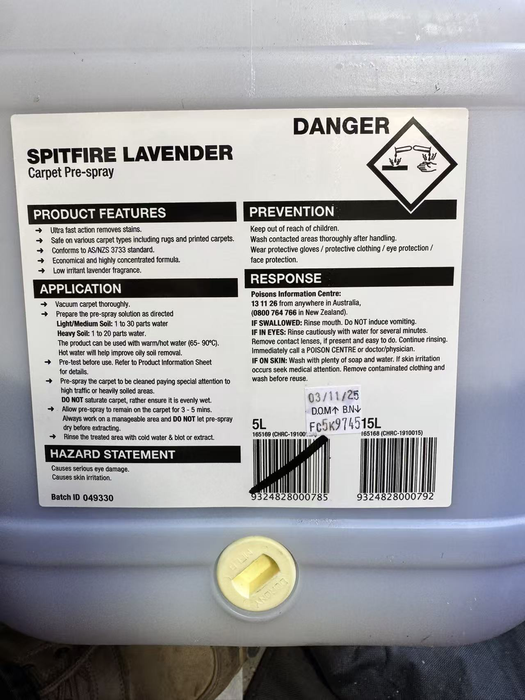 DANGER
SPITFIRE LAVENDER
Carpet Pre-spray
PRODUCT FEATURES
→ Ultra fast action removes stains.
→ Safe on various carpet types including rugs and printed carpets.
→ Conforms to AS/NZS 3733 standard.
→ Economical and highly concentrated formula.
→ Low irritant lavender fragrance.
APPLICATION
→ Vacuum carpet thoroughly.
→ Prepare the pre-spray solution as directed
Light/Medium Soil: 1 to 30 parts water
Heavy Soil: 1 to 20 parts water.
The product can be used with warm/hot water (65- 90°C).
Hot water will help improve oily soil removal.
→ Pre-test before use. Refer to Product Information Sheet
for details.
→ Pre-spray the carpet to be cleaned paying special attention to
high traffic or heavily soiled areas.
DO NOT saturate carpet, rather ensure it is evenly wet.
→ Allow pre-spray to remain on the carpet for 3 - 5 mins.
Always work on a manageable area and DO NOT let pre-spray
dry before extracting.
→ Rinse the treated area with cold water & blot or extract.
HAZARD STATEMENT
Causes serious eye damage.
Causes skin irritation.
Batch ID 049330
PREVENTION
Keep out of reach of children.
Wash contacted areas thoroughly after handling.
Wear protective gloves / protective clothing / eye protection /
face protection.
RESPONSE
Poisons Information Centre:
13 11 26 from anywhere in Australia,
(0800 764 766 in New Zealand).
IF SWALLOWED: Rinse mouth. Do NOT induce vomiting.
IF IN EYES: Rinse cautiously with water for several minutes.
Remove contact lenses, if present and easy to do. Continue rinsing.
Immediately call a POISON CENTRE or doctor/physician.
IF ON SKIN: Wash with plenty of soap and water. If skin irritation
occurs seek medical attention. Remove contaminated clothing and
wash before reuse.
03/11/25
D.O.M↑ B.N↓
FC5K9745
5L
15L
165169 (CHRC-1910
165168 (CHRC-1910015)
9324828000785
9324828000792